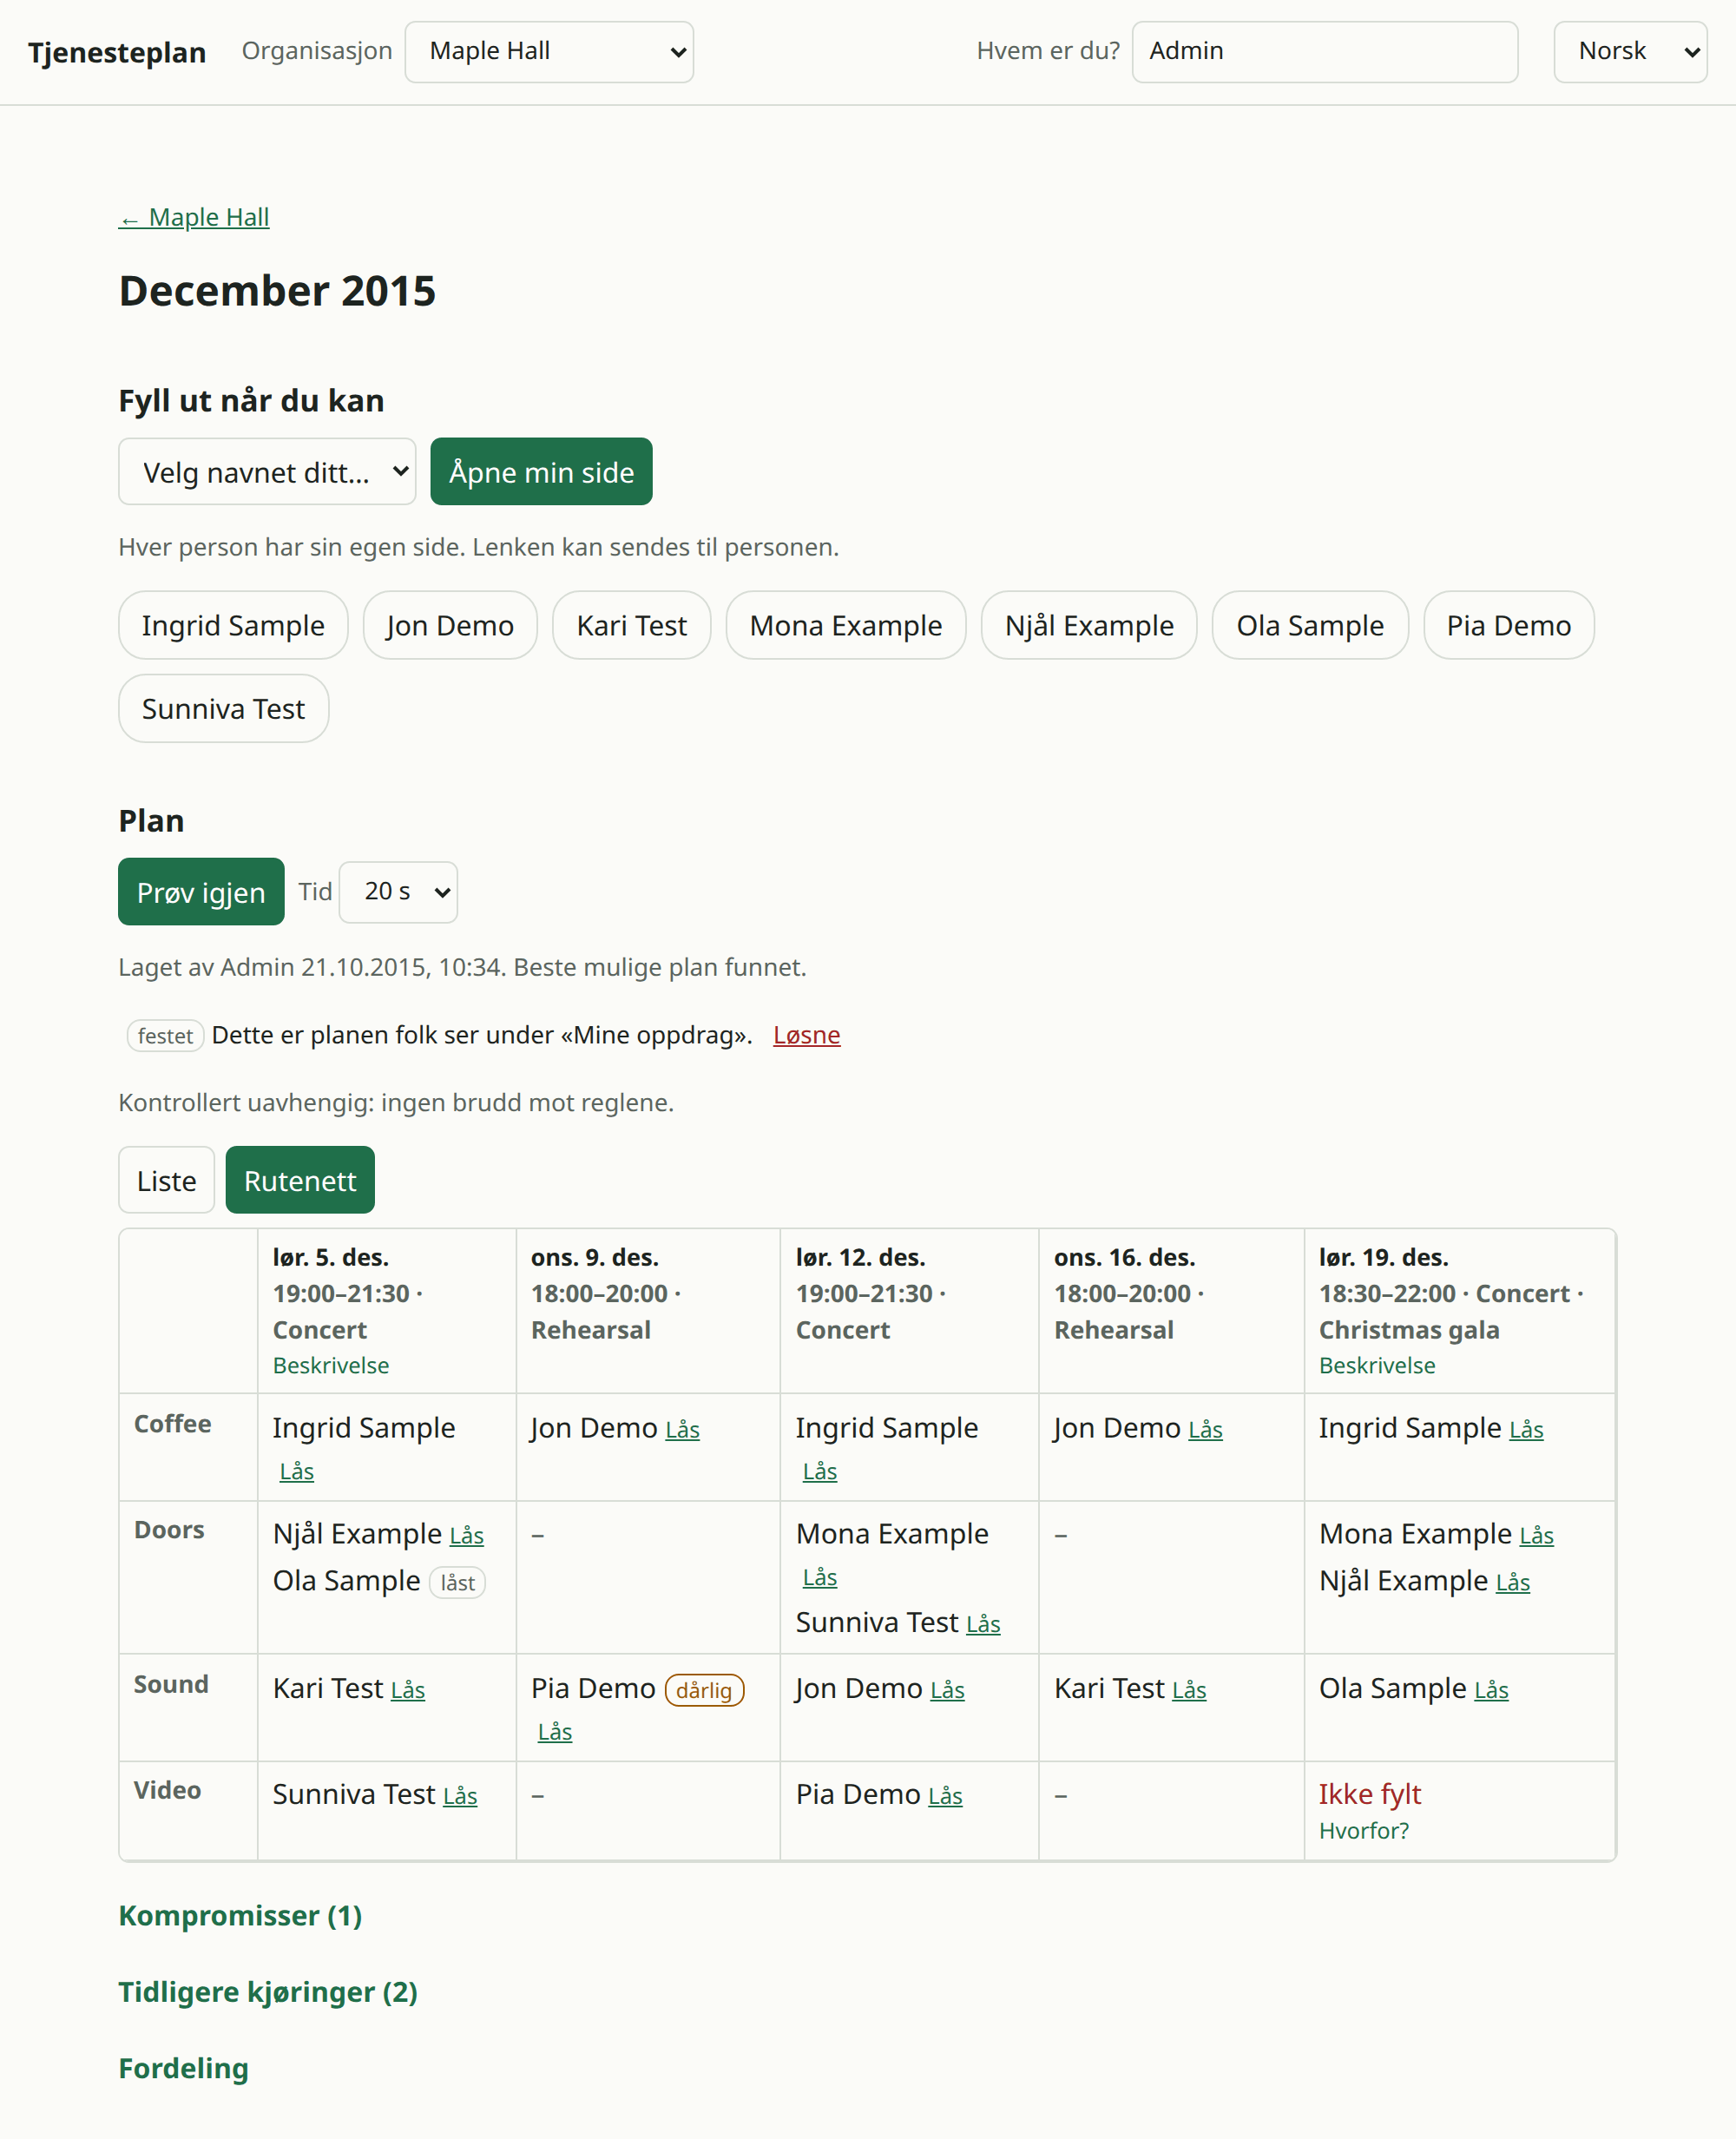 Tjenesteplan Organisasjon Maple Hall Hvem er du? Admin Norsk
← Maple Hall
December 2015
Fyll ut når du kan
Velg navnet ditt... Åpne min side
Hver person har sin egen side. Lenken kan sendes til personen.
Ingrid Sample Jon Demo Kari Test Mona Example Njål Example Ola Sample Pia Demo
Sunniva Test
Plan
Prøv igjen Tid 20 s
Laget av Admin 21.10.2015, 10:34. Beste mulige plan funnet.
festet Dette er planen folk ser under «Mine oppdrag». Løsne
Kontrollert uavhengig: ingen brudd mot reglene.
Liste Rutenett
lør. 5. des. ons. 9. des. lør. 12. des. ons. 16. des. lør. 19. des.
19:00–21:30 · 18:00–20:00 · 19:00–21:30 · 18:00–20:00 · 18:30–22:00 · Concert ·
Concert Rehearsal Concert Rehearsal Christmas gala
Beskrivelse Beskrivelse
Coffee Ingrid Sample Jon Demo Lås Ingrid Sample Jon Demo Lås Ingrid Sample Lås
Lås Lås
Doors Njål Example Lås – Mona Example – Mona Example Lås
Ola Sample låst Lås Njål Example Lås
Sunniva Test Lås
Sound Kari Test Lås Pia Demo dårlig Jon Demo Lås Kari Test Lås Ola Sample Lås
Lås
Video Sunniva Test Lås – Pia Demo Lås – Ikke fylt
Hvorfor?
Kompromisser (1)
Tidligere kjøringer (2)
Fordeling